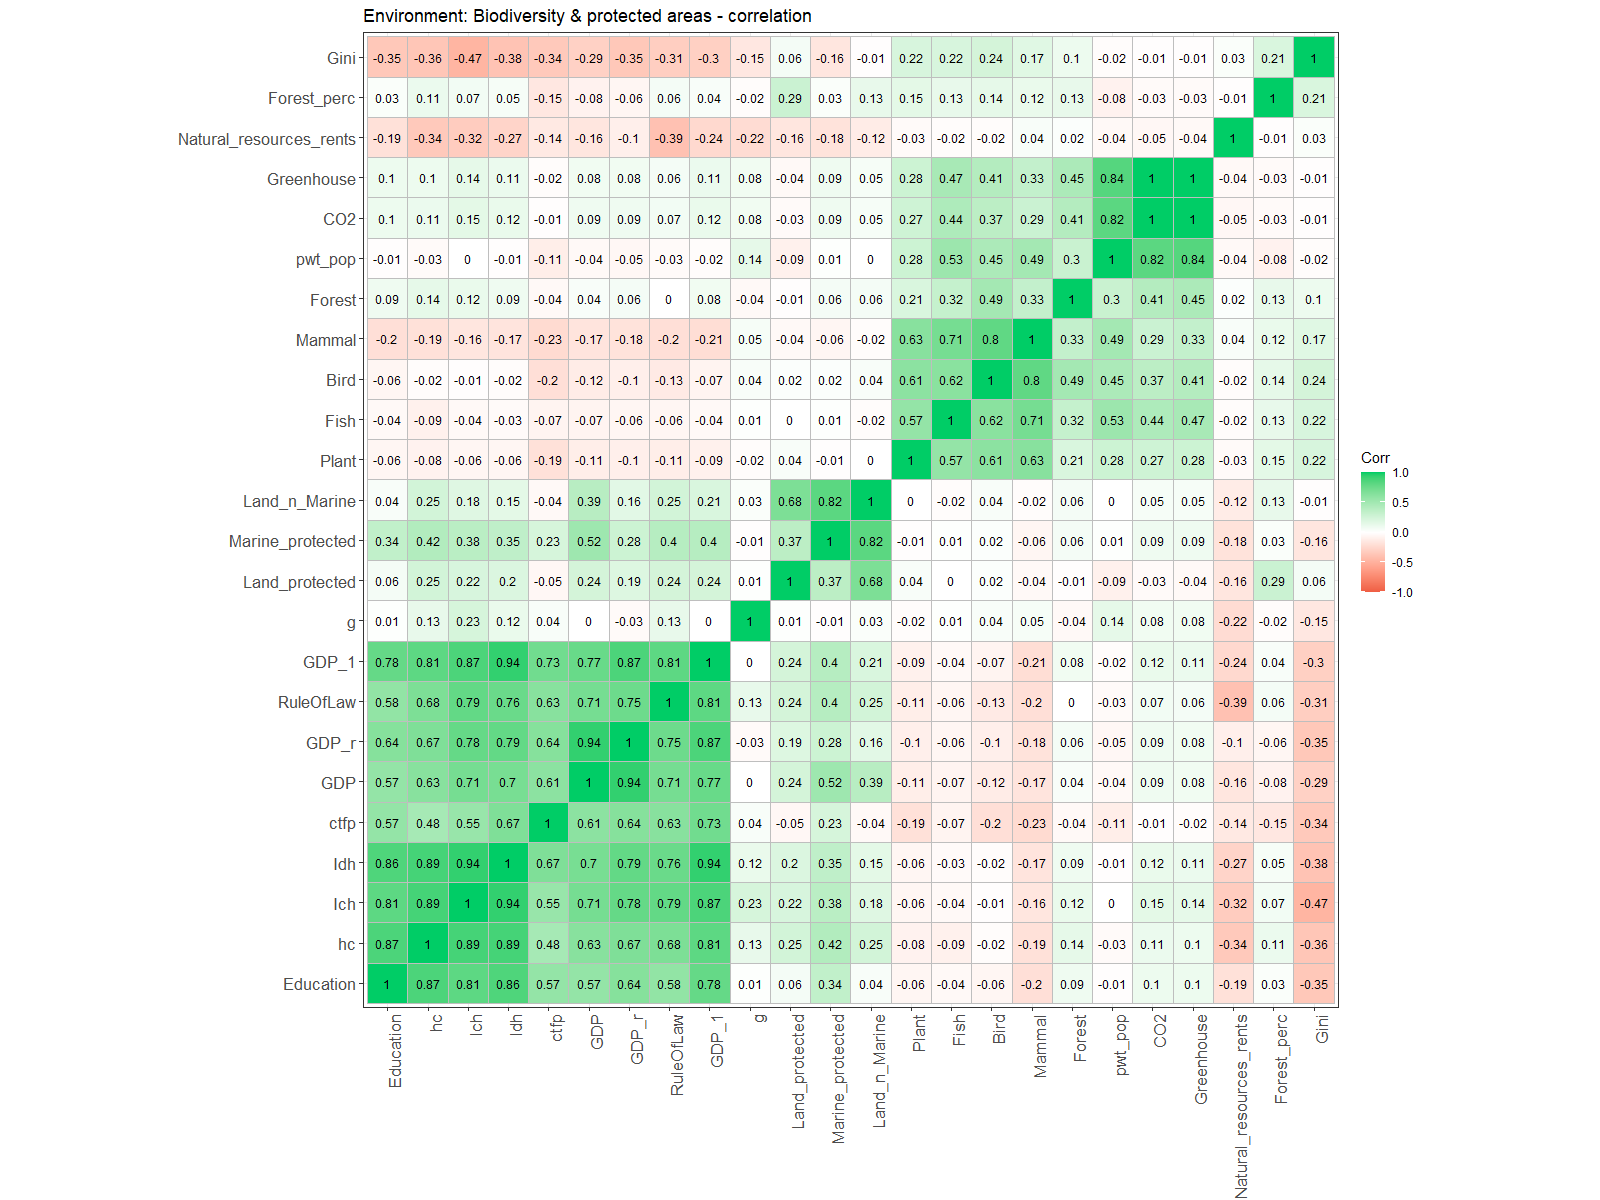 Environment: Biodiversity & protected areas - correlation
Gini -0.35 -0.36 -0.47 -0.38 -0.34 -0.29 -0.35 -0.31 -0.3 -0.15 0.06 -0.16 -0.01 0.22 0.22 0.24 0.17 0.1 -0.02 -0.01 -0.01 0.03 0.21 1
Forest_perc 0.03 0.11 0.07 0.05 -0.15 -0.08 -0.06 0.06 0.04 -0.02 0.29 0.03 0.13 0.15 0.13 0.14 0.12 0.13 -0.08 -0.03 -0.03 -0.01 1 0.21
Natural_resources_rents -0.19 -0.34 -0.32 -0.27 -0.14 -0.16 -0.1 -0.39 -0.24 -0.22 -0.16 -0.18 -0.12 -0.03 -0.02 -0.02 0.04 0.02 -0.04 -0.05 -0.04 1 -0.01 0.03
Greenhouse 0.1 0.1 0.14 0.11 -0.02 0.08 0.08 0.06 0.11 0.08 -0.04 0.09 0.05 0.28 0.47 0.41 0.33 0.45 0.84 1 1 -0.04 -0.03 -0.01
CO2 0.1 0.11 0.15 0.12 -0.01 0.09 0.09 0.07 0.12 0.08 -0.03 0.09 0.05 0.27 0.44 0.37 0.29 0.41 0.82 1 1 -0.05 -0.03 -0.01
pwt_pop -0.01 -0.03 0 -0.01 -0.11 -0.04 -0.05 -0.03 -0.02 0.14 -0.09 0.01 0 0.28 0.53 0.45 0.49 0.3 1 0.82 0.84 -0.04 -0.08 -0.02
Forest 0.09 0.14 0.12 0.09 -0.04 0.04 0.06 0 0.08 -0.04 -0.01 0.06 0.06 0.21 0.32 0.49 0.33 1 0.3 0.41 0.45 0.02 0.13 0.1
Mammal -0.2 -0.19 -0.16 -0.17 -0.23 -0.17 -0.18 -0.2 -0.21 0.05 -0.04 -0.06 -0.02 0.63 0.71 0.8 1 0.33 0.49 0.29 0.33 0.04 0.12 0.17
Bird -0.06 -0.02 -0.01 -0.02 -0.2 -0.12 -0.1 -0.13 -0.07 0.04 0.02 0.02 0.04 0.61 0.62 1 0.8 0.49 0.45 0.37 0.41 -0.02 0.14 0.24
Fish -0.04 -0.09 -0.04 -0.03 -0.07 -0.07 -0.06 -0.06 -0.04 0.01 0 0.01 -0.02 0.57 1 0.62 0.71 0.32 0.53 0.44 0.47 -0.02 0.13 0.22
Plant -0.06 -0.08 -0.06 -0.06 -0.19 -0.11 -0.1 -0.11 -0.09 -0.02 0.04 -0.01 0 1 0.57 0.61 0.63 0.21 0.28 0.27 0.28 -0.03 0.15 0.22
Land_n_Marine 0.04 0.25 0.18 0.15 -0.04 0.39 0.16 0.25 0.21 0.03 0.68 0.82 1 0 -0.02 0.04 -0.02 0.06 0 0.05 0.05 -0.12 0.13 -0.01
Marine_protected 0.34 0.42 0.38 0.35 0.23 0.52 0.28 0.4 0.4 -0.01 0.37 1 0.82 -0.01 0.01 0.02 -0.06 0.06 0.01 0.09 0.09 -0.18 0.03 -0.16
Land_protected 0.06 0.25 0.22 0.2 -0.05 0.24 0.19 0.24 0.24 0.01 1 0.37 0.68 0.04 0 0.02 -0.04 -0.01 -0.09 -0.03 -0.04 -0.16 0.29 0.06
g 0.01 0.13 0.23 0.12 0.04 0 -0.03 0.13 0 1 0.01 -0.01 0.03 -0.02 0.01 0.04 0.05 -0.04 0.14 0.08 0.08 -0.22 -0.02 -0.15
GDP_1 0.78 0.81 0.87 0.94 0.73 0.77 0.87 0.81 1 0 0.24 0.4 0.21 -0.09 -0.04 -0.07 -0.21 0.08 -0.02 0.12 0.11 -0.24 0.04 -0.3
RuleOfLaw 0.58 0.68 0.79 0.76 0.63 0.71 0.75 1 0.81 0.13 0.24 0.4 0.25 -0.11 -0.06 -0.13 -0.2 0 -0.03 0.07 0.06 -0.39 0.06 -0.31
GDP_r 0.64 0.67 0.78 0.79 0.64 0.94 1 0.75 0.87 -0.03 0.19 0.28 0.16 -0.1 -0.06 -0.1 -0.18 0.06 -0.05 0.09 0.08 -0.1 -0.06 -0.35
GDP 0.57 0.63 0.71 0.7 0.61 1 0.94 0.71 0.77 0 0.24 0.52 0.39 -0.11 -0.07 -0.12 -0.17 0.04 -0.04 0.09 0.08 -0.16 -0.08 -0.29
ctfp 0.57 0.48 0.55 0.67 1 0.61 0.64 0.63 0.73 0.04 -0.05 0.23 -0.04 -0.19 -0.07 -0.2 -0.23 -0.04 -0.11 -0.01 -0.02 -0.14 -0.15 -0.34
Idh 0.86 0.89 0.94 1 0.67 0.7 0.79 0.76 0.94 0.12 0.2 0.35 0.15 -0.06 -0.03 -0.02 -0.17 0.09 -0.01 0.12 0.11 -0.27 0.05 -0.38
Ich 0.81 0.89 1 0.94 0.55 0.71 0.78 0.79 0.87 0.23 0.22 0.38 0.18 -0.06 -0.04 -0.01 -0.16 0.12 0 0.15 0.14 -0.32 0.07 -0.47
hc 0.87 1 0.89 0.89 0.48 0.63 0.67 0.68 0.81 0.13 0.25 0.42 0.25 -0.08 -0.09 -0.02 -0.19 0.14 -0.03 0.11 0.1 -0.34 0.11 -0.36
Education 1 0.87 0.81 0.86 0.57 0.57 0.64 0.58 0.78 0.01 0.06 0.34 0.04 -0.06 -0.04 -0.06 -0.2 0.09 -0.01 0.1 0.1 -0.19 0.03 -0.35
Education hc Ich Idh ctfp GDP GDP_r RuleOfLaw GDP_1 g Land_protected Marine_protected Land_n_Marine Plant Fish Bird Mammal Forest pwt_pop CO2 Greenhouse Natural_resources_rents Forest_perc Gini
Corr
1.0
0.5
0.0
-0.5
-1.0